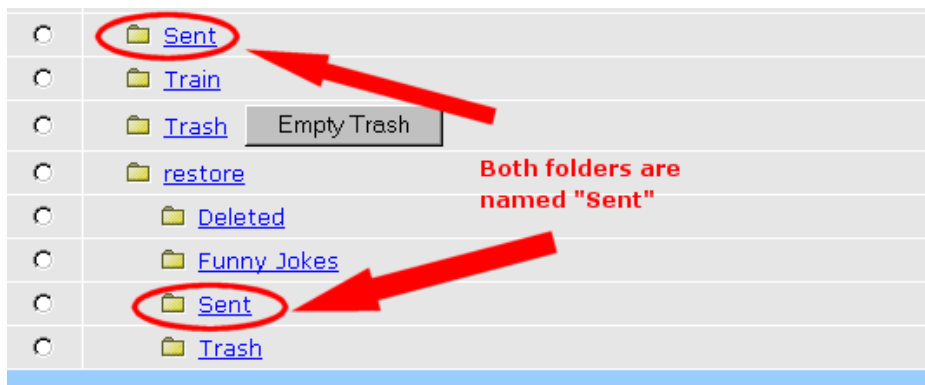 Sent
Train
Trash Empty Trash
restore
Both folders are
named "Sent"
Deleted
Funny Jokes
Sent
Trash